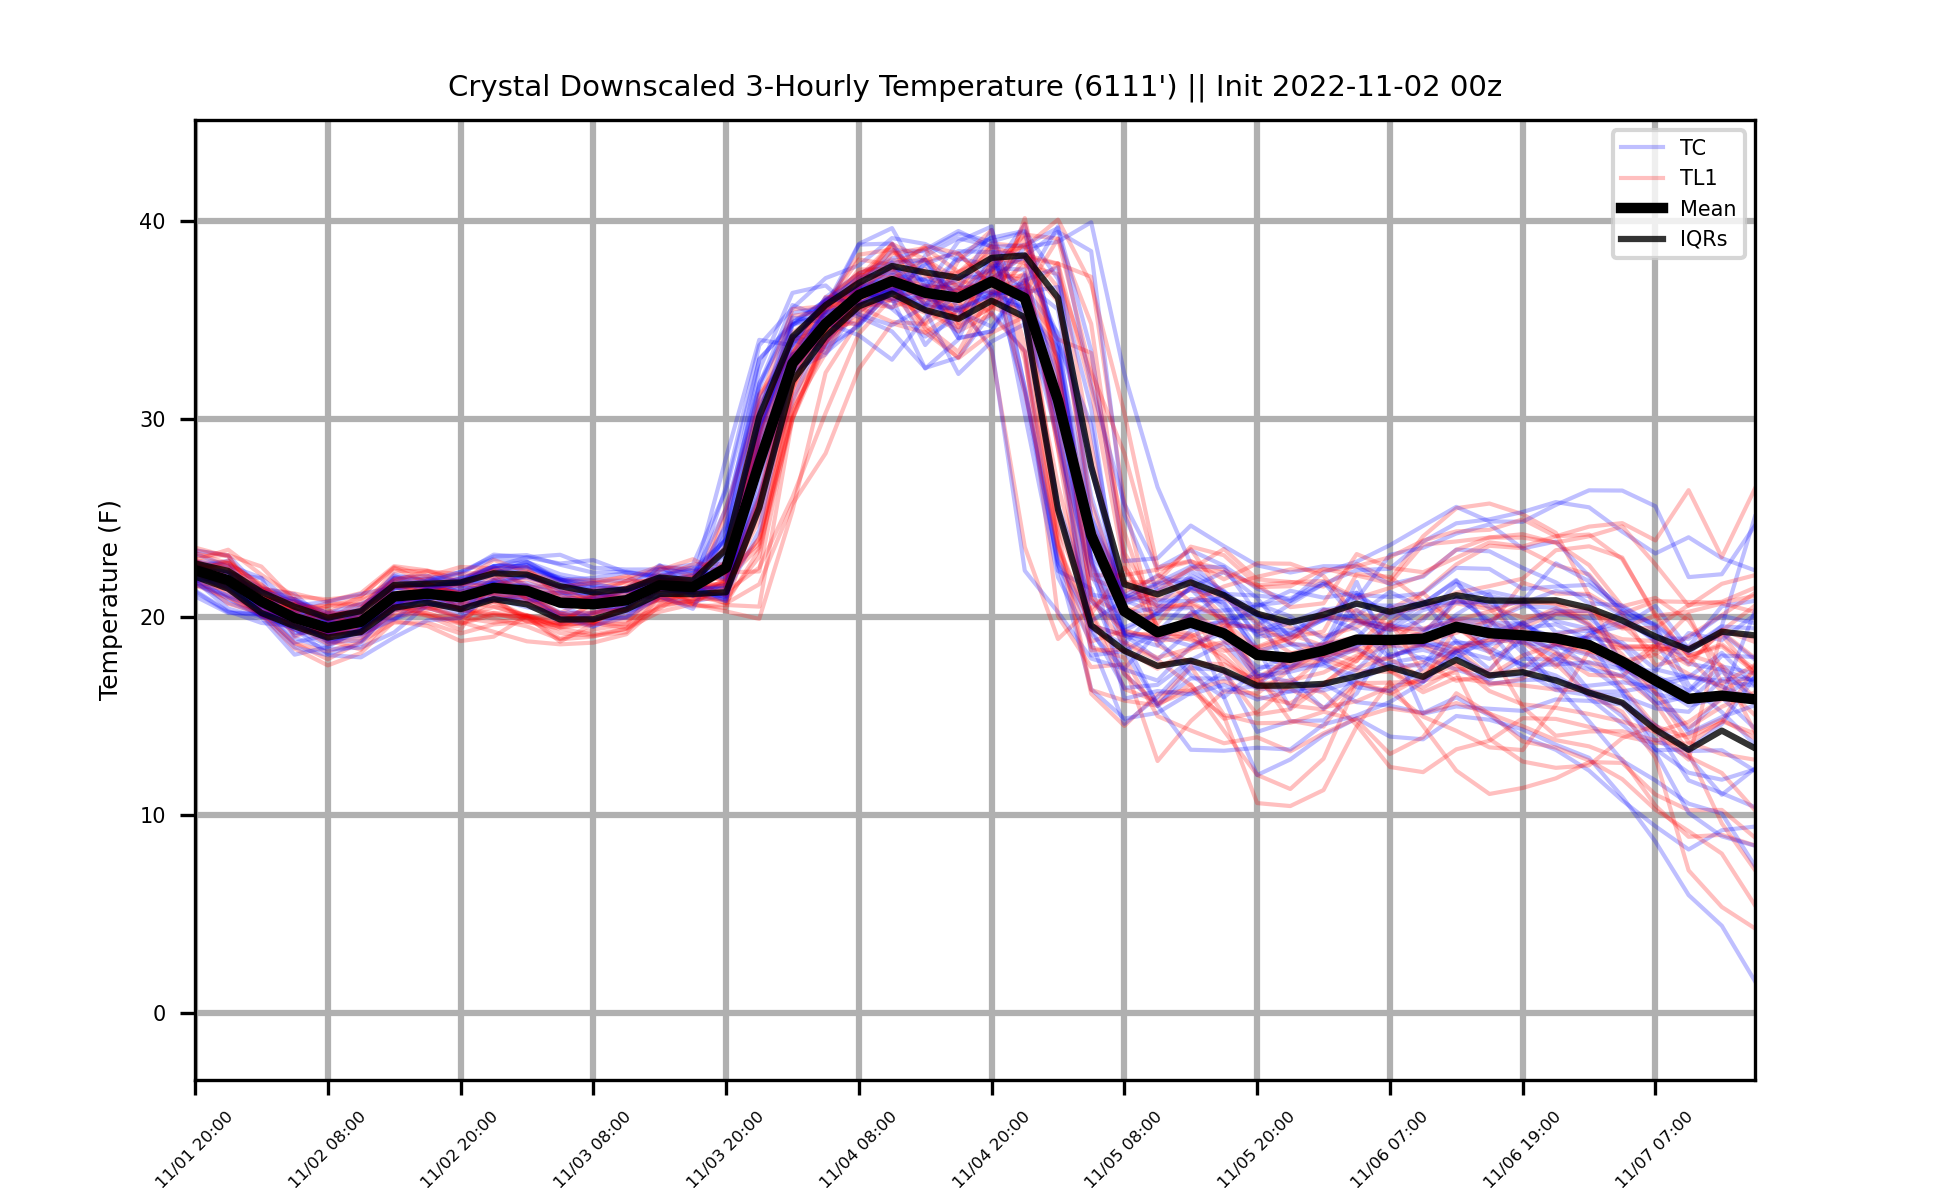 Crystal Downscaled 3-Hourly Temperature (6111') || Init 2022-11-02 00z
TC
TL1
Mean
IQRs
Temperature (F)
40
30
20
10
0
11/01 20:00
11/02 08:00
11/02 20:00
11/03 08:00
11/03 20:00
11/04 08:00
11/04 20:00
11/05 08:00
11/05 20:00
11/06 07:00
11/06 19:00
11/07 07:00